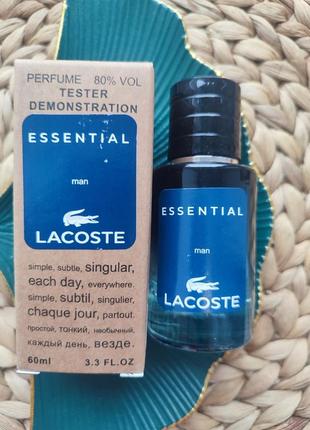 PERFUME 80% VOL
TESTER
DEMONSTRATION
ESSENTIAL
man
LACOSTE
simple, subtle, singular,
each day, everywhere.
simple, subtil, singulier,
chaque jour, partout.
простой, тонкий, необычный,
каждый день, везде.
60ml 3.3 FL.OZ
ESSENTIAL
man
LACOSTE